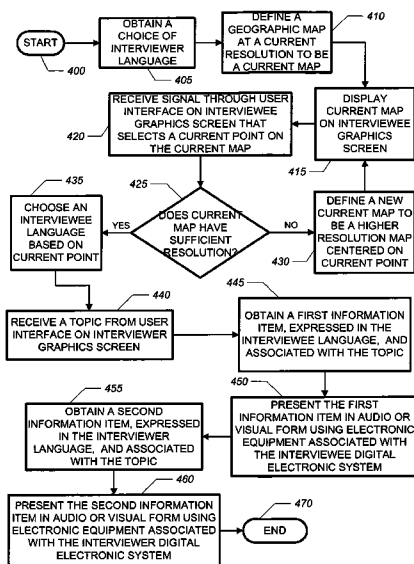 START
400
OBTAIN A
CHOICE OF
INTERVIEWER
LANGUAGE
405
DEFINE A
GEOGRAPHIC MAP
AT A CURRENT
RESOLUTION TO BE
A CURRENT MAP
410
DISPLAY
CURRENT MAP ON
INTERVIEWEE
GRAPHICS
SCREEN
415
RECEIVE SIGNAL THROUGH USER
INTERFACE ON INTERVIEWEE
GRAPHICS SCREEN THAT
SELECTS A CURRENT POINT ON
THE CURRENT MAP
420
425
DOES CURRENT
MAP HAVE
SUFFICIENT
RESOLUTION?
YES
NO
DEFINE A NEW
CURRENT MAP TO
BE A HIGHER
RESOLUTION MAP
CENTERED ON
CURRENT POINT
430
435
CHOOSE AN
INTERVIEWEE
LANGUAGE
BASED ON
CURRENT POINT
440
RECEIVE A TOPIC FROM USER
INTERFACE ON INTERVIEWER
GRAPHICS SCREEN
445
OBTAIN A FIRST INFORMATION
ITEM, EXPRESSED IN THE
INTERVIEWEE LANGUAGE, AND
ASSOCIATED WITH THE TOPIC
450
PRESENT THE FIRST
INFORMATION ITEM IN AUDIO OR
VISUAL FORM USING ELECTRONIC
EQUIPMENT ASSOCIATED WITH
THE INTERVIEWEE DIGITAL
ELECTRONIC SYSTEM
455
OBTAIN A SECOND
INFORMATION ITEM, EXPRESSED
IN THE INTERVIEWER
LANGUAGE, AND ASSOCIATED
WITH THE TOPIC
460
PRESENT THE SECOND INFORMATION
ITEM IN AUDIO OR VISUAL FORM USING
ELECTRONIC EQUIPMENT ASSOCIATED
WITH THE INTERVIEWER DIGITAL
ELECTRONIC SYSTEM
470
END